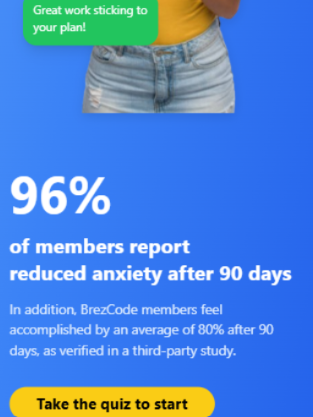 Great work sticking to
your plan!
96%
of members report
reduced anxiety after 90 days
In addition, BrezCode members feel
accomplished by an average of 80% after 90
days, as verified in a third-party study.
Take the quiz to start